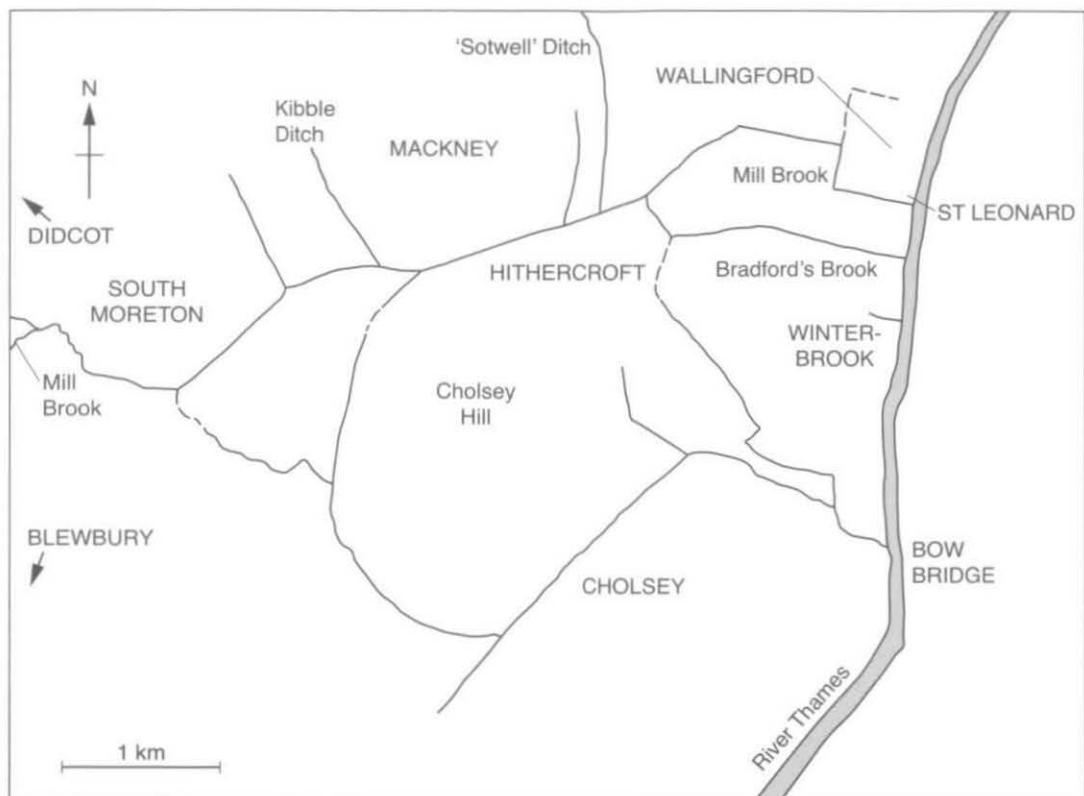 'Sotwell' Ditch
WALLINGFORD
N
Kibble
Ditch
MACKNEY
Mill Brook
ST LEONARD
DIDCOT
HITHERCROFT
Bradford's Brook
SOUTH
MORETON
WINTER-
BROOK
Mill
Brook
Cholsey
Hill
BLEWBURY
BOW
BRIDGE
CHOLSEY
River Thames
1 km